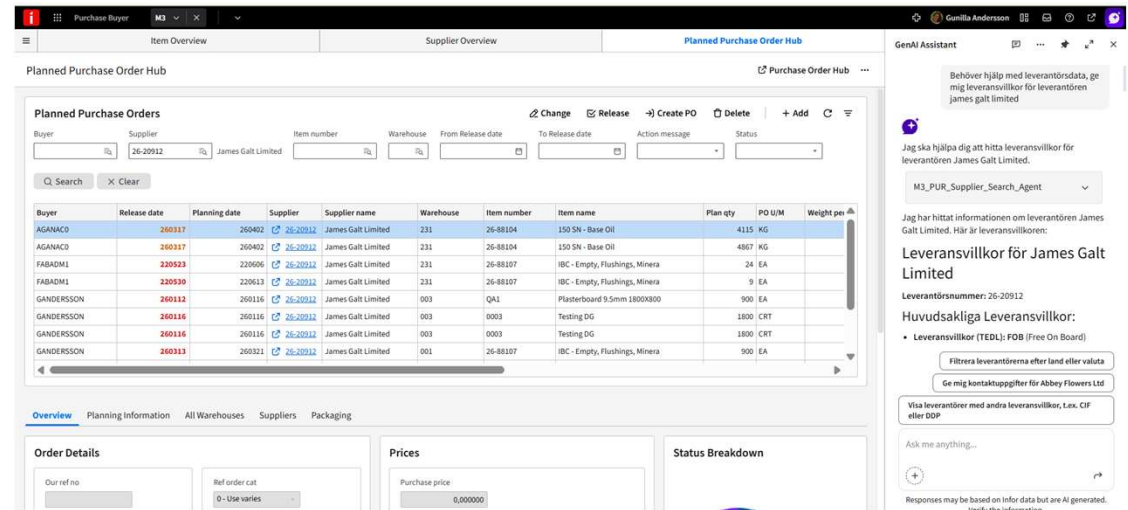 Purchase Buyer
M3
Gunilla Andersson
Item Overview
Supplier Overview
Planned Purchase Order Hub
GenAI Assistant
Planned Purchase Order Hub
Purchase Order Hub
Planned Purchase Orders
Change
Release
Create PO
Delete
Add
Buyer
Supplier
Item number
Warehouse
From Release date
To Release date
Action message
Status
26-20912
James Galt Limited
Search
Clear
Buyer Release date Planning date Supplier Supplier name Warehouse Item number Item name Plan qty PO U/M Weight per
AGANAC0 260317 260402 26-20912 James Galt Limited 231 26-88104 150 SN - Base Oil 4115 KG
AGANAC0 260317 260402 26-20912 James Galt Limited 231 26-88104 150 SN - Base Oil 4867 KG
FABADM1 220523 220606 26-20912 James Galt Limited 231 26-88107 IBC - Empty, Flushings, Minera 24 EA
FABADM1 220530 220613 26-20912 James Galt Limited 231 26-88107 IBC - Empty, Flushings, Minera 9 EA
GANDERSSON 260112 260116 26-20912 James Galt Limited 003 QA1 Plasterboard 9.5mm 1800X800 900 EA
GANDERSSON 260116 260116 26-20912 James Galt Limited 003 0003 Testing DG 1800 CRT
GANDERSSON 260116 260116 26-20912 James Galt Limited 003 0003 Testing DG 1800 CRT
GANDERSSON 260313 260321 26-20912 James Galt Limited 001 26-88107 IBC - Empty, Flushings, Minera 900 EA
Overview
Planning Information
All Warehouses
Suppliers
Packaging
Order Details
Our ref no
Ref order cat
0 - Use varies
Prices
Purchase price
0,000000
Status Breakdown
Behöver hjälp med leverantörsdata, ge
mig leveransvillkor för leverantören
james galt limited
Jag ska hjälpa dig att hitta leveransvillkor för
leverantören James Galt Limited.
M3_PUR_Supplier_Search_Agent
Jag har hittat informationen om leverantören James
Galt Limited. Här är leveransvillkoren:
Leveransvillkor för James Galt
Limited
Leverantörsnummer: 26-20912
Huvudsakliga Leveransvillkor:
• Leveransvillkor (TEDL): FOB (Free On Board)
Filtrera leverantörerna efter land eller valuta
Ge mig kontaktuppgifter för Abbey Flowers Ltd
Visa leverantörer med andra leveransvillkor, t.ex. CIF
eller DDP
Ask me anything...
Responses may be based on Infor data but are AI generated.
Verify the information.